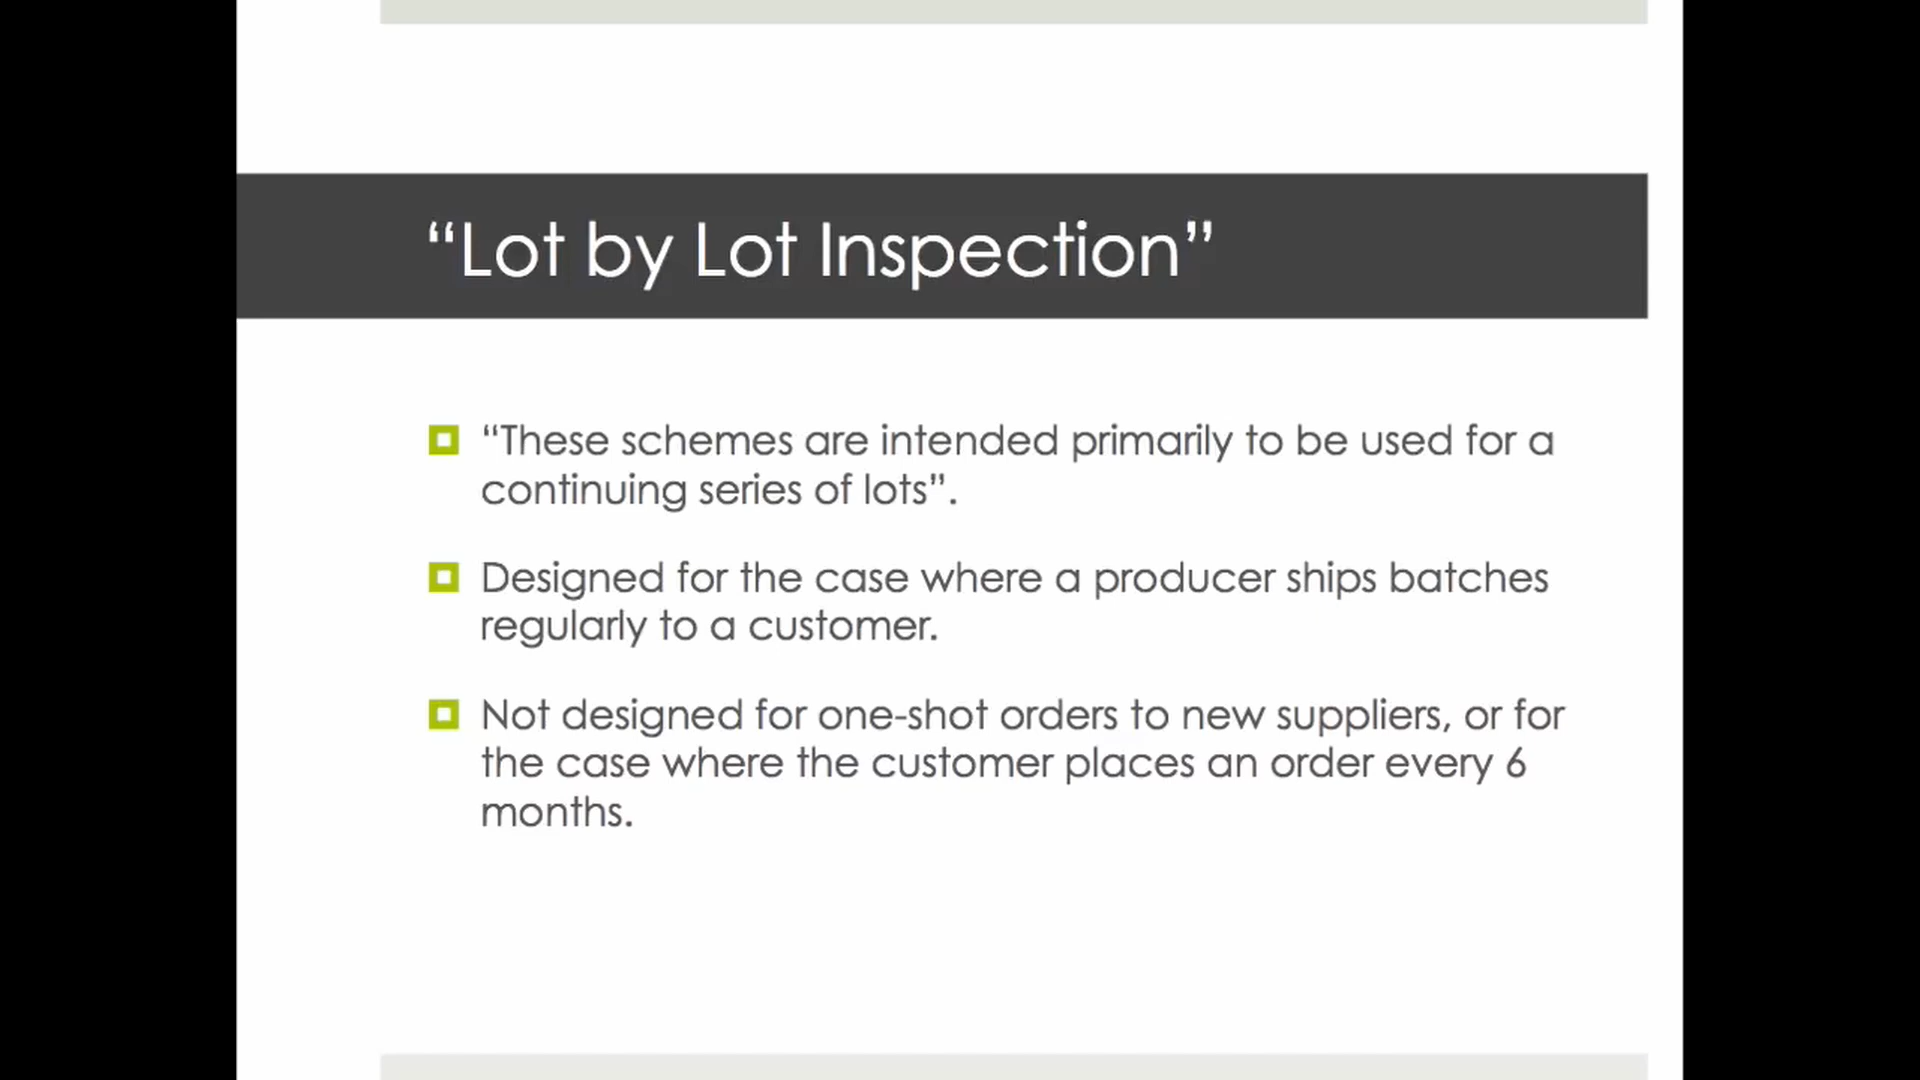 “Lot by Lot Inspection”
“These schemes are intended primarily to be used for a
continuing series of lots”.
Designed for the case where a producer ships batches
regularly to a customer.
Not designed for one-shot orders to new suppliers, or for
the case where the customer places an order every 6
months.